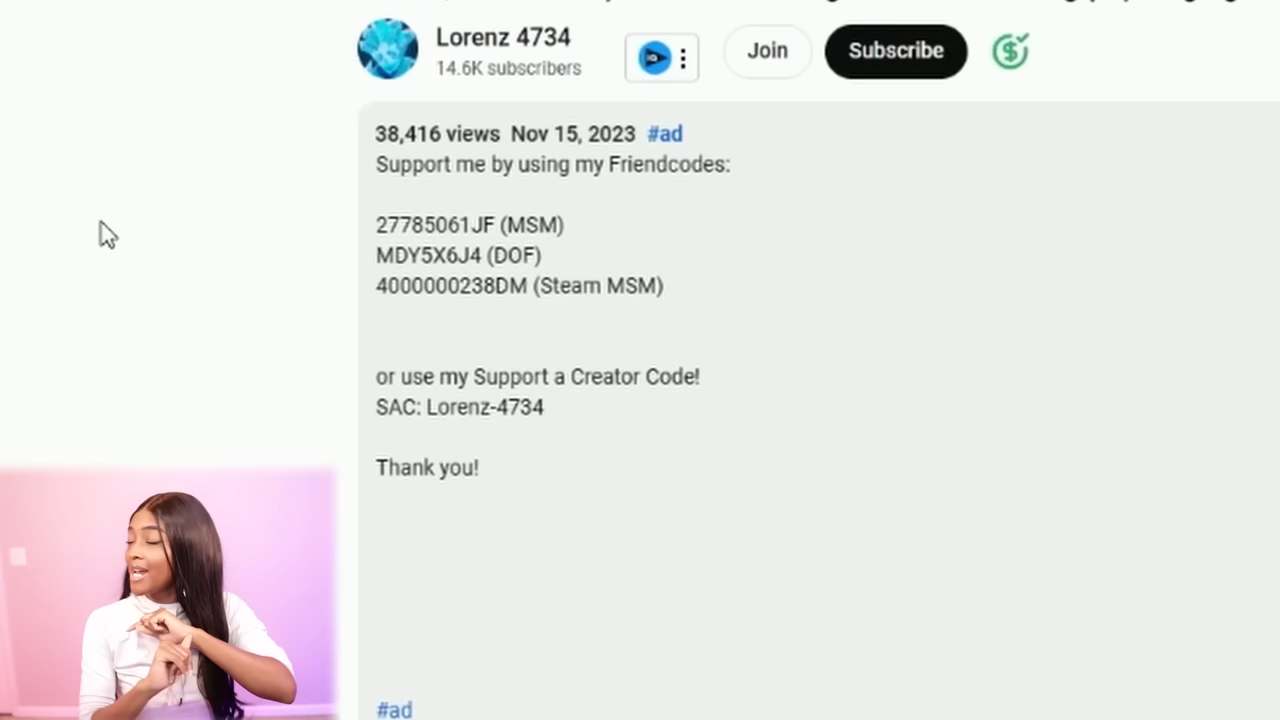 Lorenz 4734
14.6K subscribers
Join
Subscribe
38,416 views Nov 15, 2023 #ad
Support me by using my Friendcodes:
27785061JF (MSM)
MDY5X6J4 (DOF)
4000000238DM (Steam MSM)
or use my Support a Creator Code!
SAC: Lorenz-4734
Thank you!
#ad